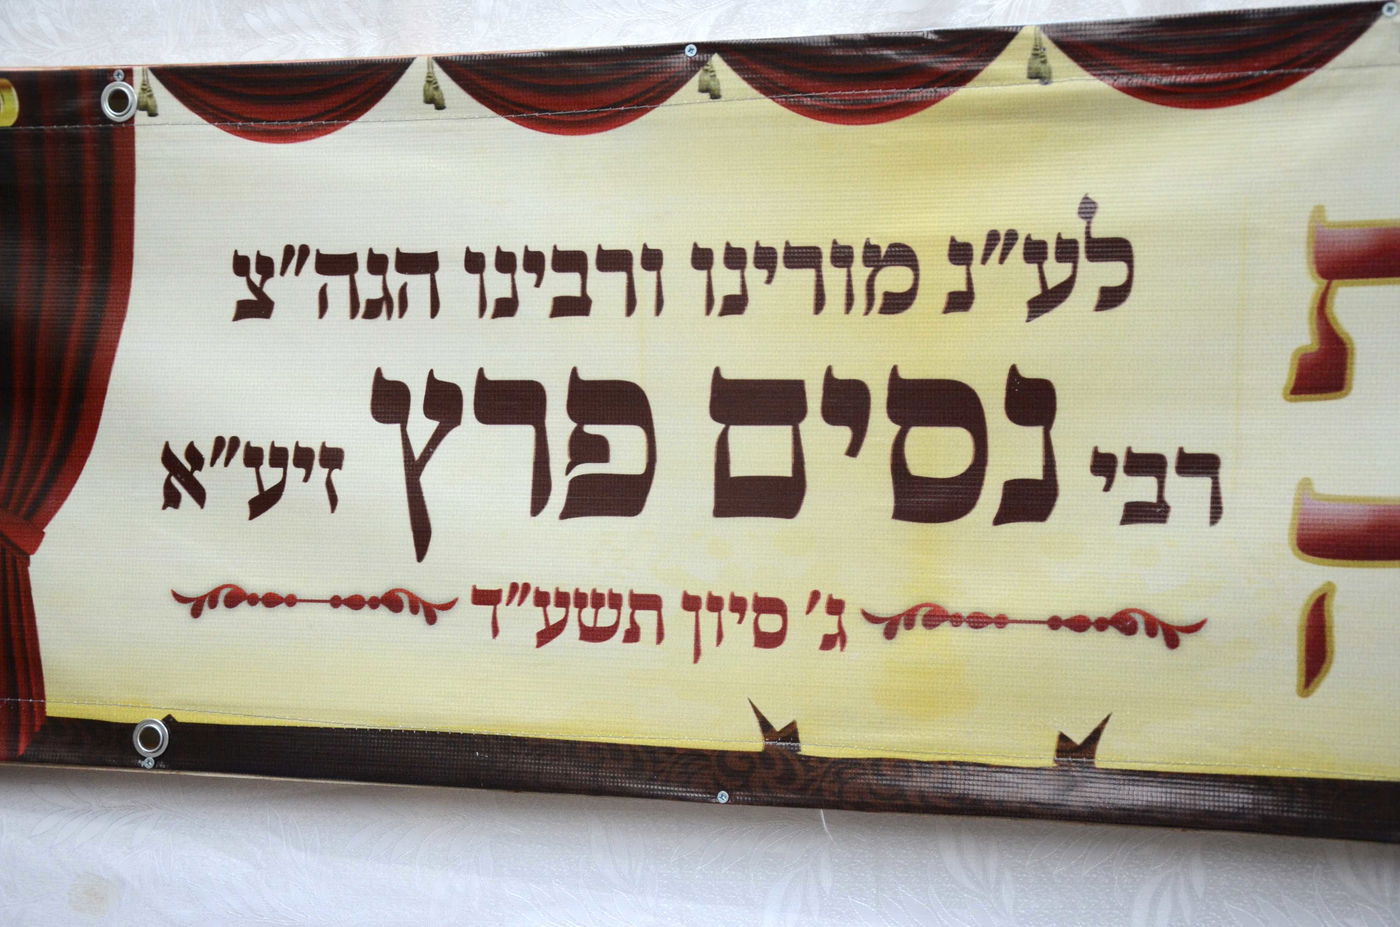 לע״נ מורינו ורבינו הגה״צ
רבי נסים פרץ זיע״א
ג׳ סיון תשע״ד